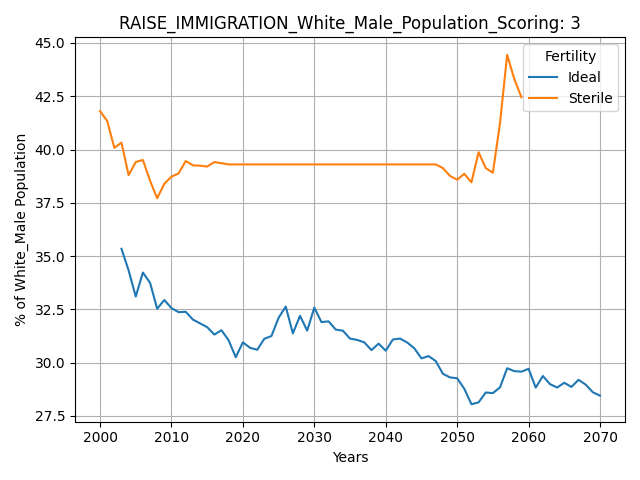 RAISE_IMMIGRATION_White_Male_Population_Scoring: 3
Fertility
Ideal
Sterile
% of White_Male Population
45.0
42.5
40.0
37.5
35.0
32.5
30.0
27.5
2000 2010 2020 2030 2040 2050 2060 2070
Years